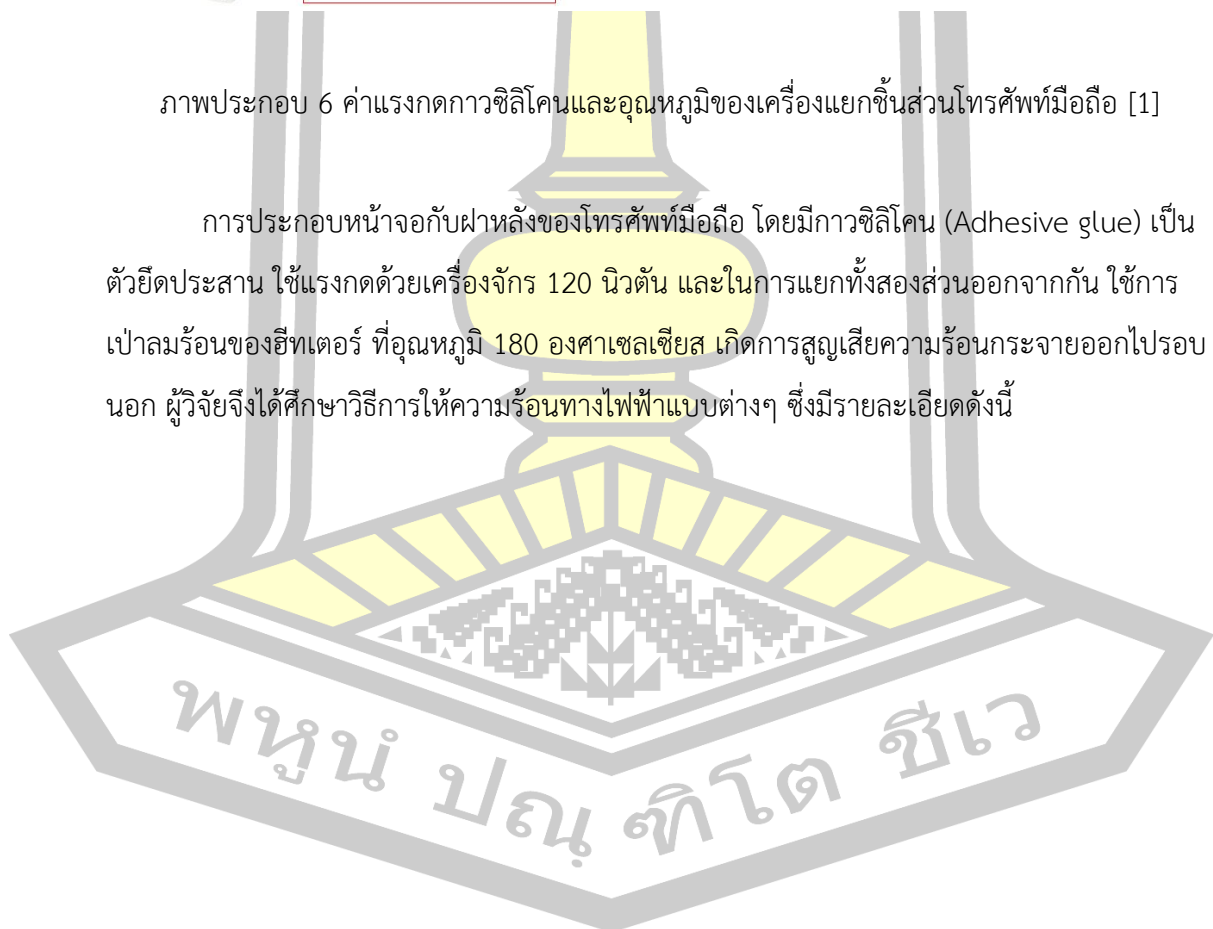 ภาพประกอบ 6 ค่าแรงกดกาวซิลิโคนและอุณหภูมิของเครื่องแยกชิ้นส่วนโทรศัพท์มือถือ [1]
การประกอบหน้าจอกับฝาหลังของโทรศัพท์มือถือ โดยมีกาวซิลิโคน (Adhesive glue) เป็น
ตัวยึดประสาน ใช้แรงกดด้วยเครื่องจักร 120 นิวตัน และในการแยกทั้งสองส่วนออกจากกัน ใช้การ
เป่าลมร้อนของฮีทเตอร์ ที่อุณหภูมิ 180 องศาเซลเซียส เกิดการสูญเสียความร้อนกระจายออกไปรอบ
นอก ผู้วิจัยจึงได้ศึกษาวิธีการให้ความร้อนทางไฟฟ้าแบบต่างๆ ซึ่งมีรายละเอียดดังนี้
พหูนํ ปณฺฑิโต ชีเว